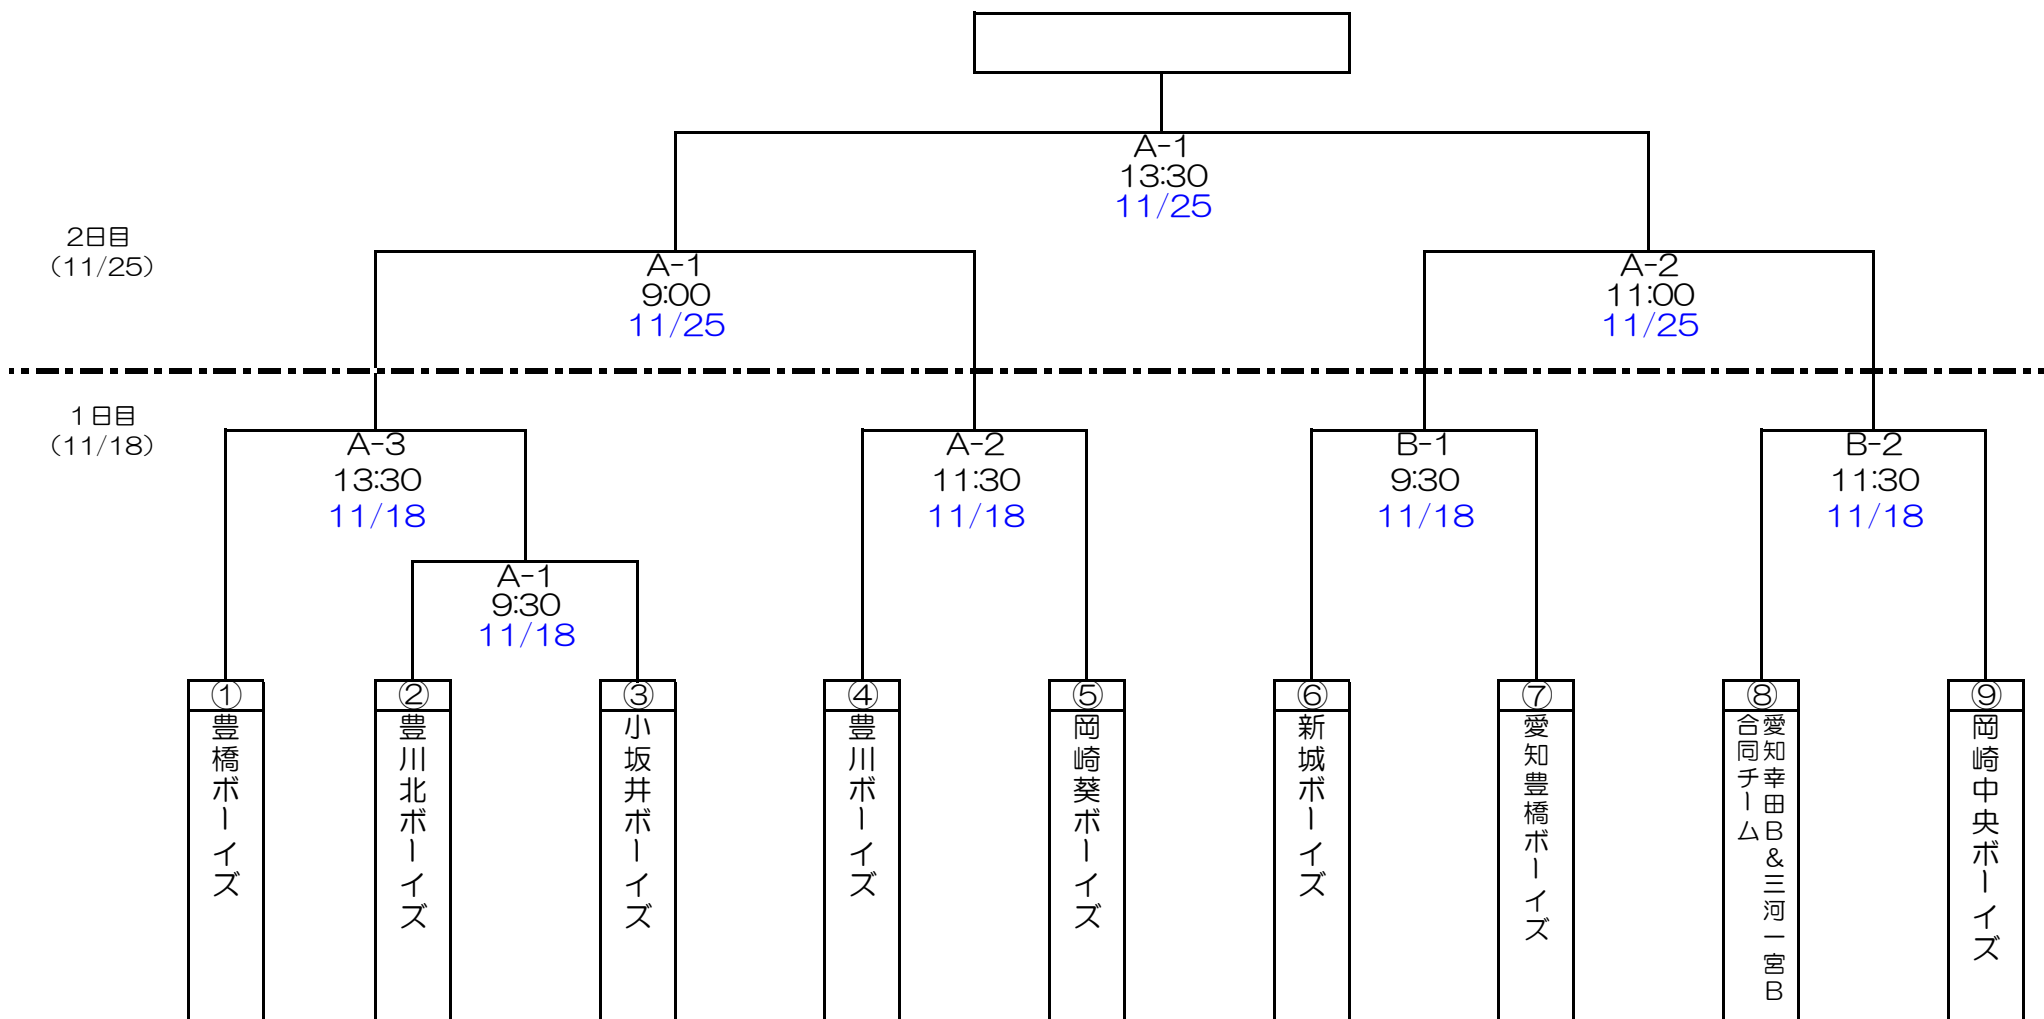 A-1
13:30
11/25
2日目
(11/25)
A-1
9:00
11/25
A-2
11:00
11/25
1日目
(11/18)
A-3
13:30
11/18
A-2
11:30
11/18
B-1
9:30
11/18
B-2
11:30
11/18
A-1
9:30
11/18
①
豊橋ボーイズ
②
豊川北ボーイズ
③
小坂井ボーイズ
④
豊川ボーイズ
⑤
岡崎葵ボーイズ
⑥
新城ボーイズ
⑦
愛知豊橋ボーイズ
⑧
愛知幸田B&三河一宮B
合同チーム
⑨
岡崎中央ボーイズ